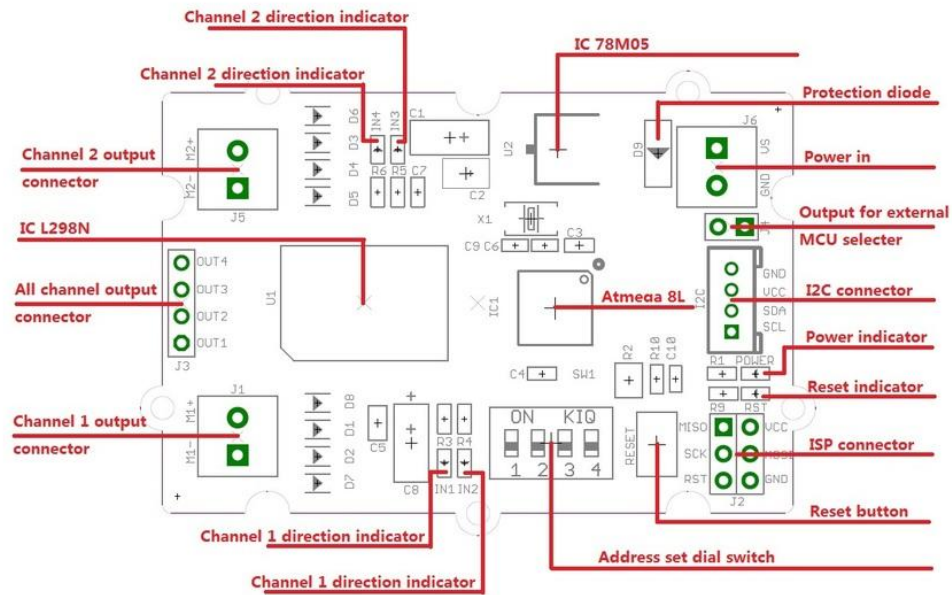 Channel 2 direction indicator
Channel 2 direction indicator
IC 78M05
Protection diode
Power in
Output for external
MCU selecter
I2C connector
Power indicator
Reset indicator
ISP connector
Reset button
Address set dial switch
Channel 1 direction indicator
Channel 1 direction indicator
Channel 1 output
connector
All channel output
connector
IC L298N
Channel 2 output
connector
Atmega 8L
M2+
M2-
J5
D6
D3
D4
D5
IN4
IN3
R6
R5
C7
C1
C2
U2
D9
J6
VS
GND
J4
X1
C9
C6
C3
OUT4
OUT3
OUT2
OUT1
J3
U1
IC1
I2C
GND
VCC
SDA
SCL
R1
POWER
R9
RST
C4
SW1
R2
R10
C10
J1
M1+
M1-
D8
D1
D2
D7
C5
C8
R3
R4
IN1
IN2
ON
KIQ
1 2 3 4
RESET
MISO
VCC
SCK
RST
GND
J2